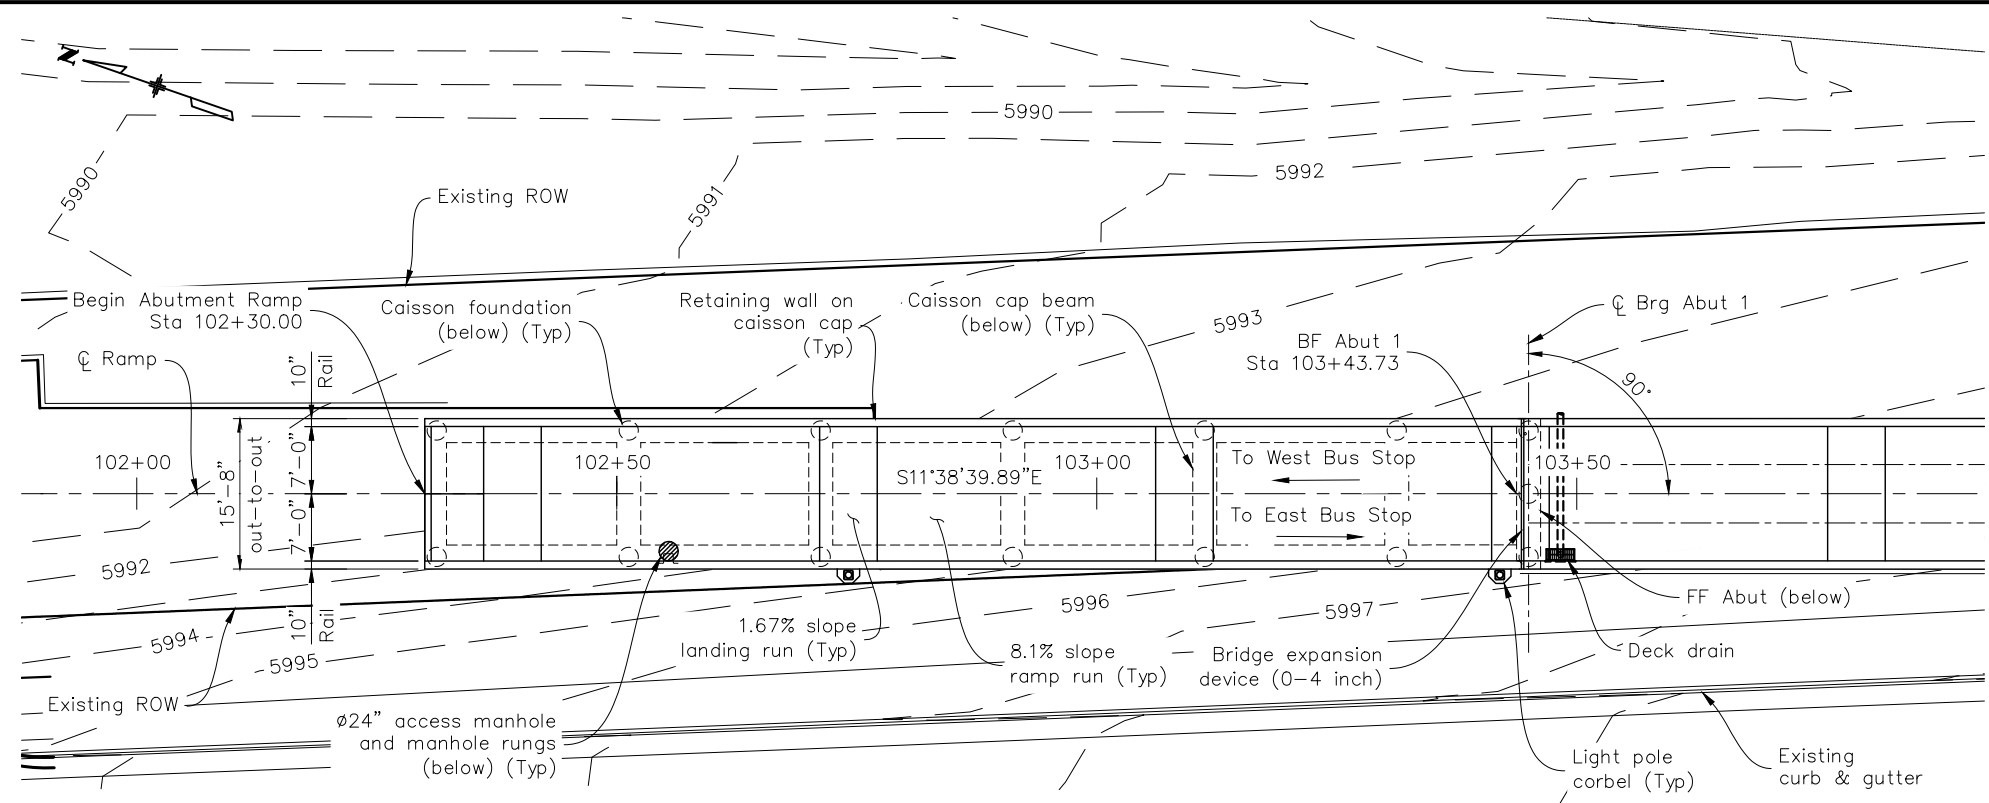 N
5990
5990
5991
5992
Existing ROW
Begin Abutment Ramp
Sta 102+30.00
Caisson foundation
(below) (Typ)
Retaining wall on
caisson cap
(Typ)
Caisson cap beam
(below) (Typ)
5993
BF Abut 1
Sta 103+43.73
℄ Brg Abut 1
℄ Ramp
10"
Rail
90°
102+00
15'-8"
out-to-out
7'-0"
7'-0"
102+50
S11°38'39.89"E
103+00
To West Bus Stop
To East Bus Stop
103+50
5992
5994
5995
10"
Rail
5996
5997
FF Abut (below)
1.67% slope
landing run (Typ)
8.1% slope
ramp run (Typ)
Bridge expansion
device (0-4 inch)
Deck drain
Existing ROW
ø24" access manhole
and manhole rungs
(below) (Typ)
Light pole
corbel (Typ)
Existing
curb & gutter